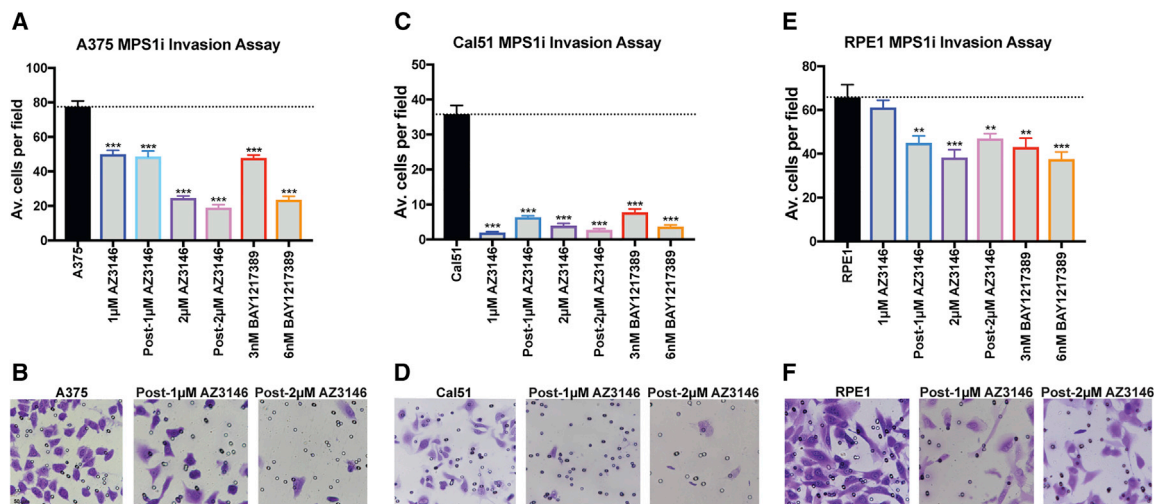 A
A375 MPS1i Invasion Assay
Av. cells per field
100
80
60
40
20
0
***
***
***
***
***
***
A375
1µM AZ3146
Post-1µM AZ3146
2µM AZ3146
Post-2µM AZ3146
3nM BAY1217389
6nM BAY1217389
C
Cal51 MPS1i Invasion Assay
Av. cells per field
50
40
30
20
10
0
***
***
***
***
***
***
Cal51
1µM AZ3146
Post-1µM AZ3146
2µM AZ3146
Post-2µM AZ3146
3nM BAY1217389
6nM BAY1217389
E
RPE1 MPS1i Invasion Assay
Av. cells per field
80
60
40
20
0
**
***
**
**
***
RPE1
1µM AZ3146
Post-1µM AZ3146
2µM AZ3146
Post-2µM AZ3146
3nM BAY1217389
6nM BAY1217389
B
A375 Post-1µM AZ3146 Post-2µM AZ3146
D
Cal51 Post-1µM AZ3146 Post-2µM AZ3146
F
RPE1 Post-1µM AZ3146 Post-2µM AZ3146